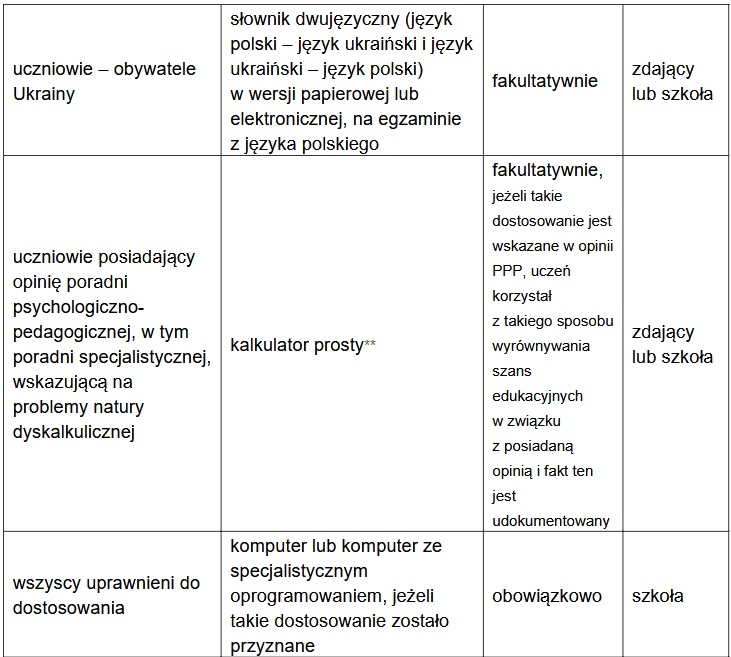 uczniowie – obywatele
Ukrainy
słownik dwujęzyczny (język
polski – język ukraiński i język
ukraiński – język polski)
w wersji papierowej lub
elektronicznej, na egzaminie
z języka polskiego
fakultatywnie
zdający
lub szkoła
uczniowie posiadający
opinię poradni
psychologiczno-
pedagogicznej, w tym
poradni specjalistycznej,
wskazującą na
problemy natury
dyskalkulicznej
kalkulator prosty**
fakultatywnie,
jeżeli takie
dostosowanie jest
wskazane w opinii
PPP, uczeń
korzystał
z takiego sposobu
wyrównywania
szans
edukacyjnych
w związku
z posiadaną
opinią i fakt ten
jest
udokumentowany
zdający
lub szkoła
wszyscy uprawnieni do
dostosowania
komputer lub komputer ze
specjalistycznym
oprogramowaniem, jeżeli
takie dostosowanie zostało
przyznane
obowiązkowo
szkoła